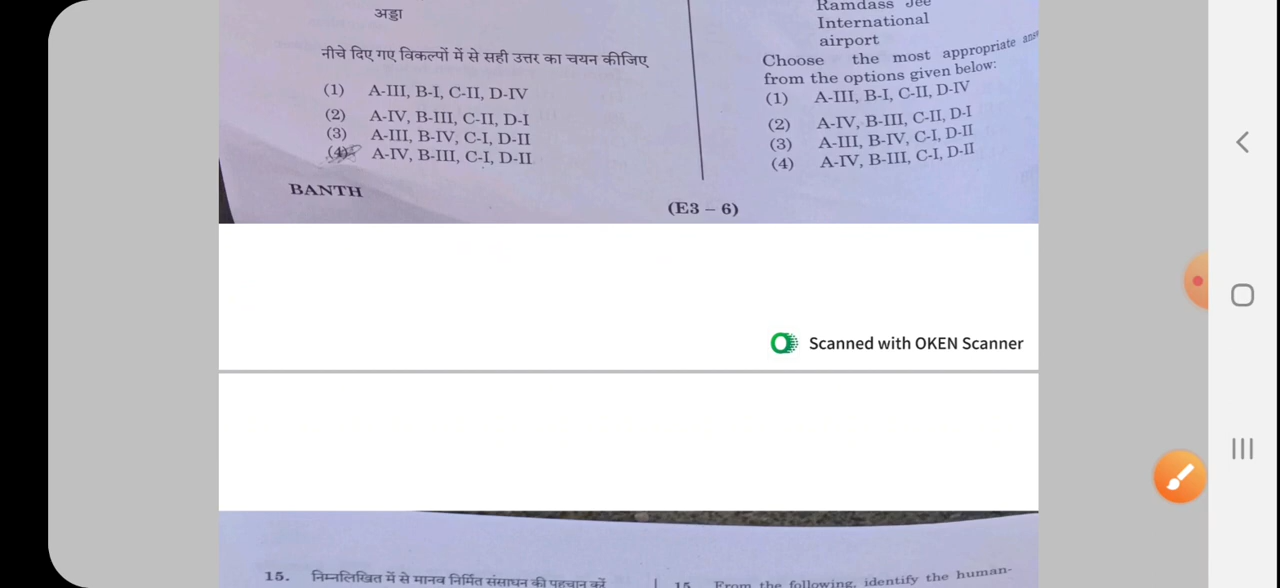 अड्डा
नीचे दिए गए विकल्पों में से सही उत्तर का चयन कीजिए
(1) A-III, B-I, C-II, D-IV
(2) A-IV, B-III, C-II, D-I
(3) A-III, B-IV, C-I, D-II
(4) A-IV, B-III, C-I, D-II
BANTH
Ramdass Jee
International
airport
Choose the most appropriate
from the options given below:
(1) A-III, B-I, C-II, D-IV
(2) A-IV, B-III, C-II, D-I
(3) A-III, B-IV, C-I, D-II
(4) A-IV, B-III, C-I, D-II
(E3 – 6)
Scanned with OKEN Scanner
15. निम्नलिखित में से मानव निर्मित संसाधन की पहचान करें
15. From the following, identify the human-